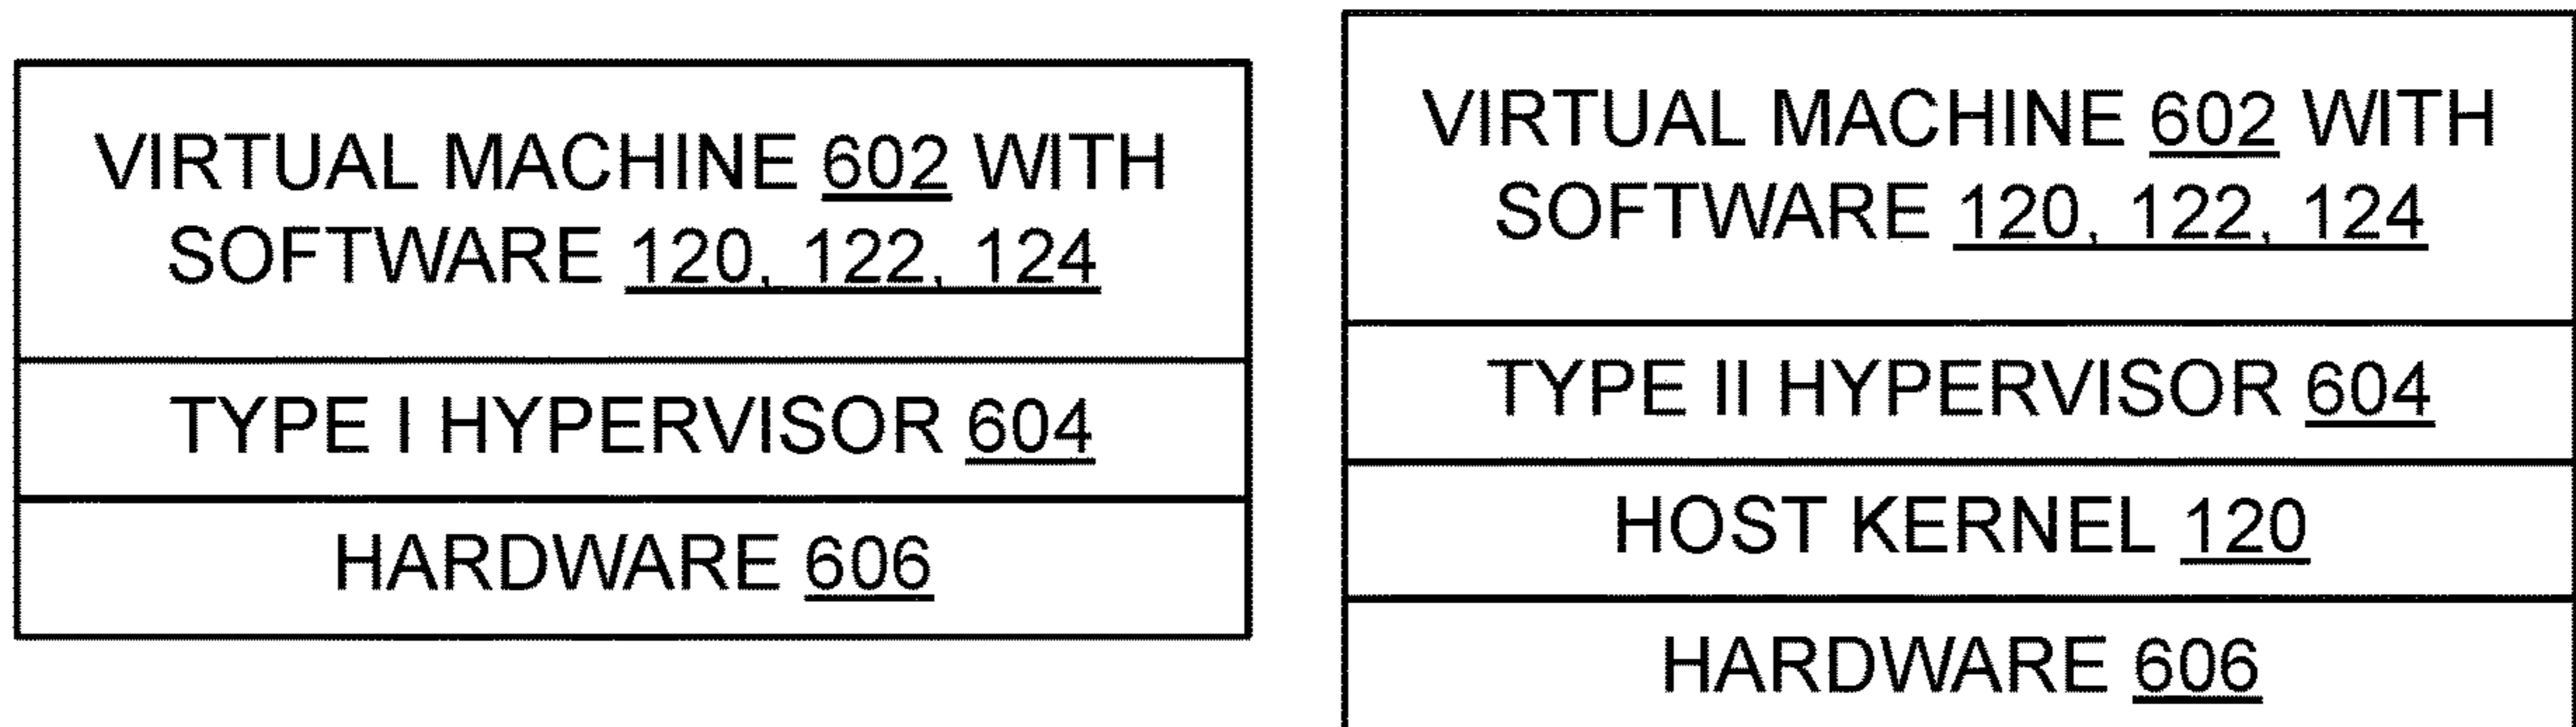 VIRTUAL MACHINE 602 WITH
SOFTWARE 120, 122, 124
TYPE I HYPERVISOR 604
HARDWARE 606
VIRTUAL MACHINE 602 WITH
SOFTWARE 120, 122, 124
TYPE II HYPERVISOR 604
HOST KERNEL 120
HARDWARE 606